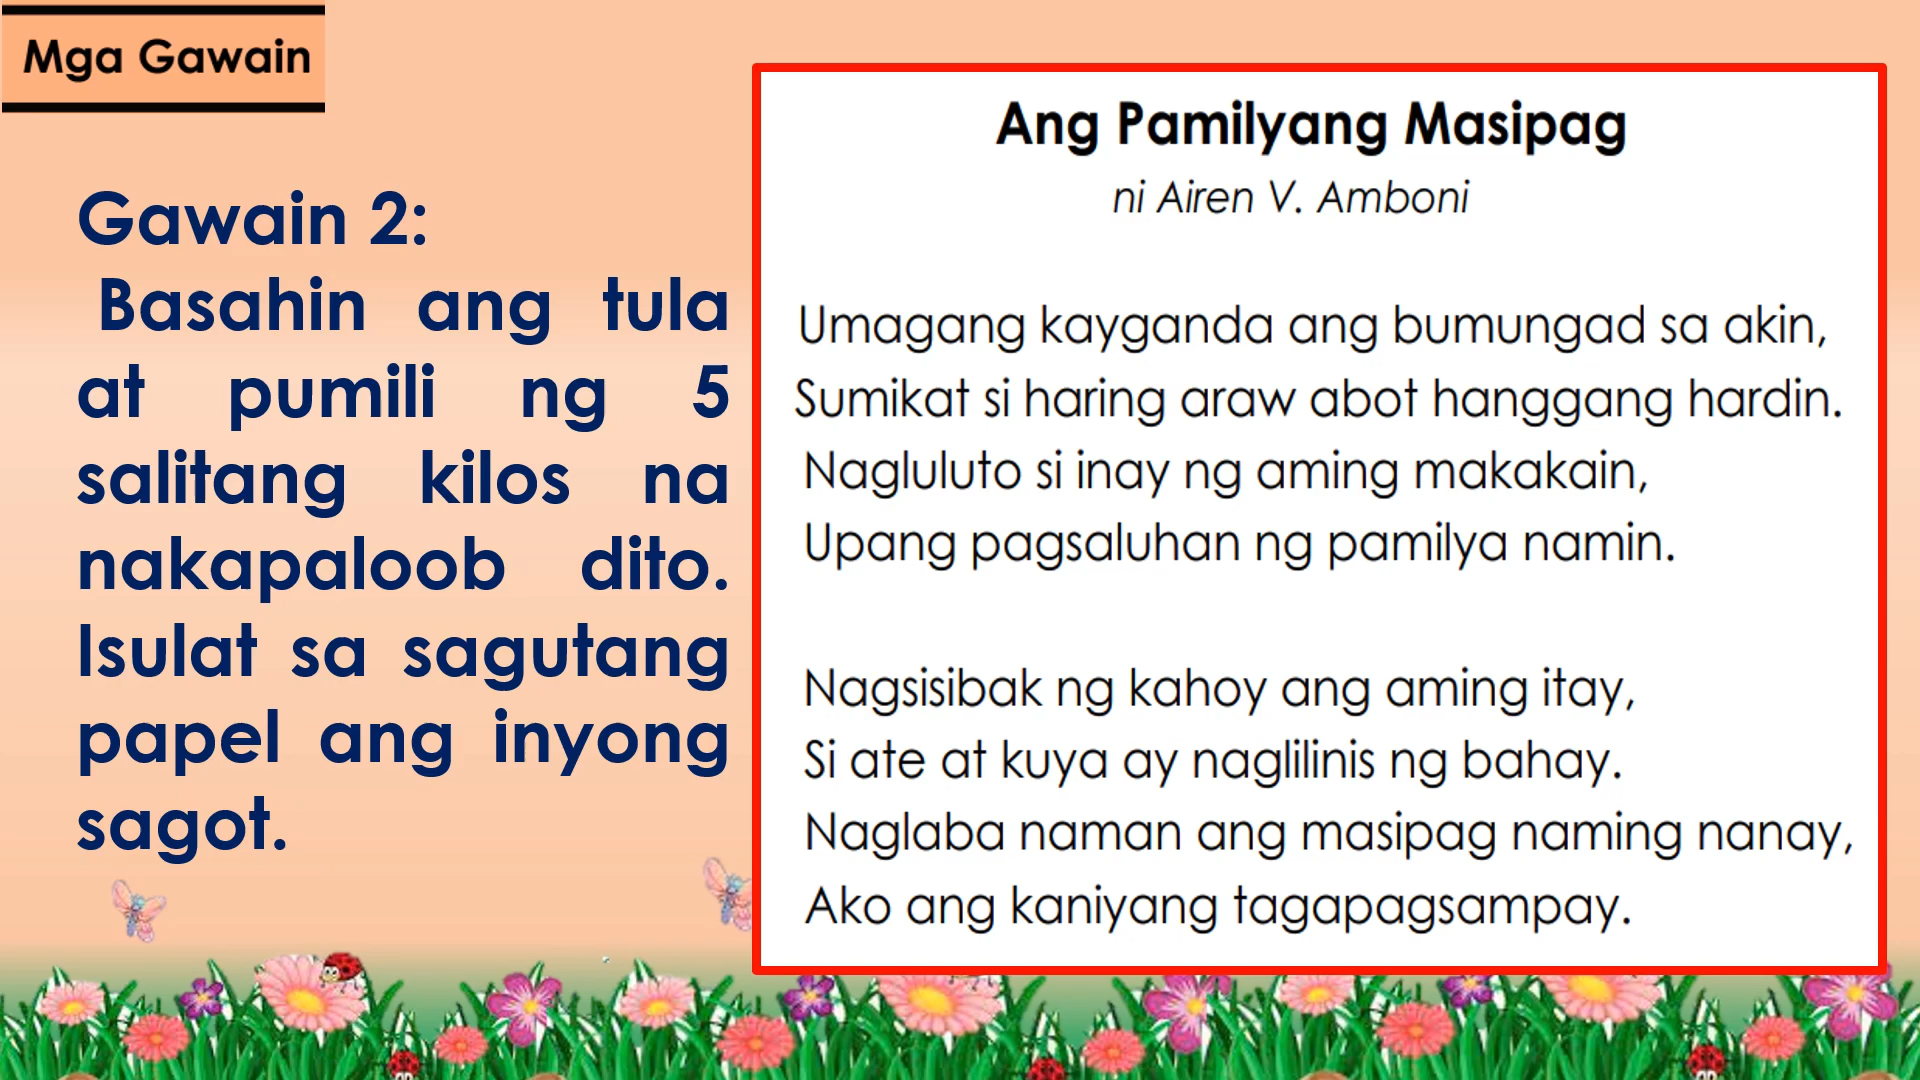 Mga Gawain
Gawain 2:
Basahin ang tula
at pumili ng 5
salitang kilos na
nakapaloob dito.
Isulat sa sagutang
papel ang inyong
sagot.
Ang Pamilyang Masipag
ni Airen V. Amboni
Umagang kayganda ang bumungad sa akin,
Sumikat si haring araw abot hanggang hardin.
Nagluluto si inay ng aming makakain,
Upang pagsaluhan ng pamilya namin.
Nagsisibak ng kahoy ang aming itay,
Si ate at kuya ay naglilinis ng bahay.
Naglaba naman ang masipag naming nanay,
Ako ang kaniyang tagapagsampay.